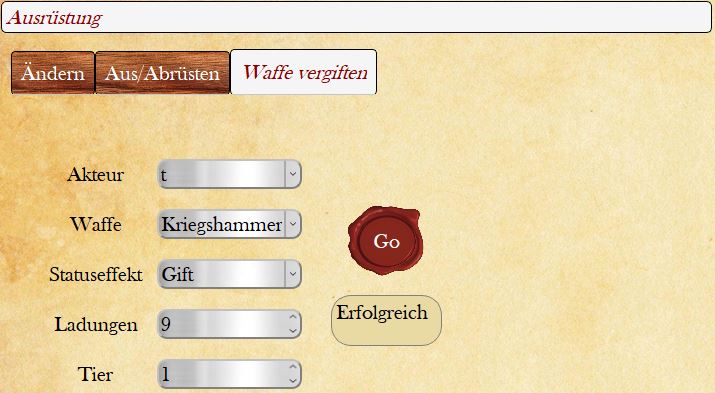 Ausrüstung
Ändern Aus/Abrüsten Waffe vergiften
Akteur t
Waffe Kriegshammer
Go
Statuseffekt Gift
Ladungen 9
Erfolgreich
Tier 1